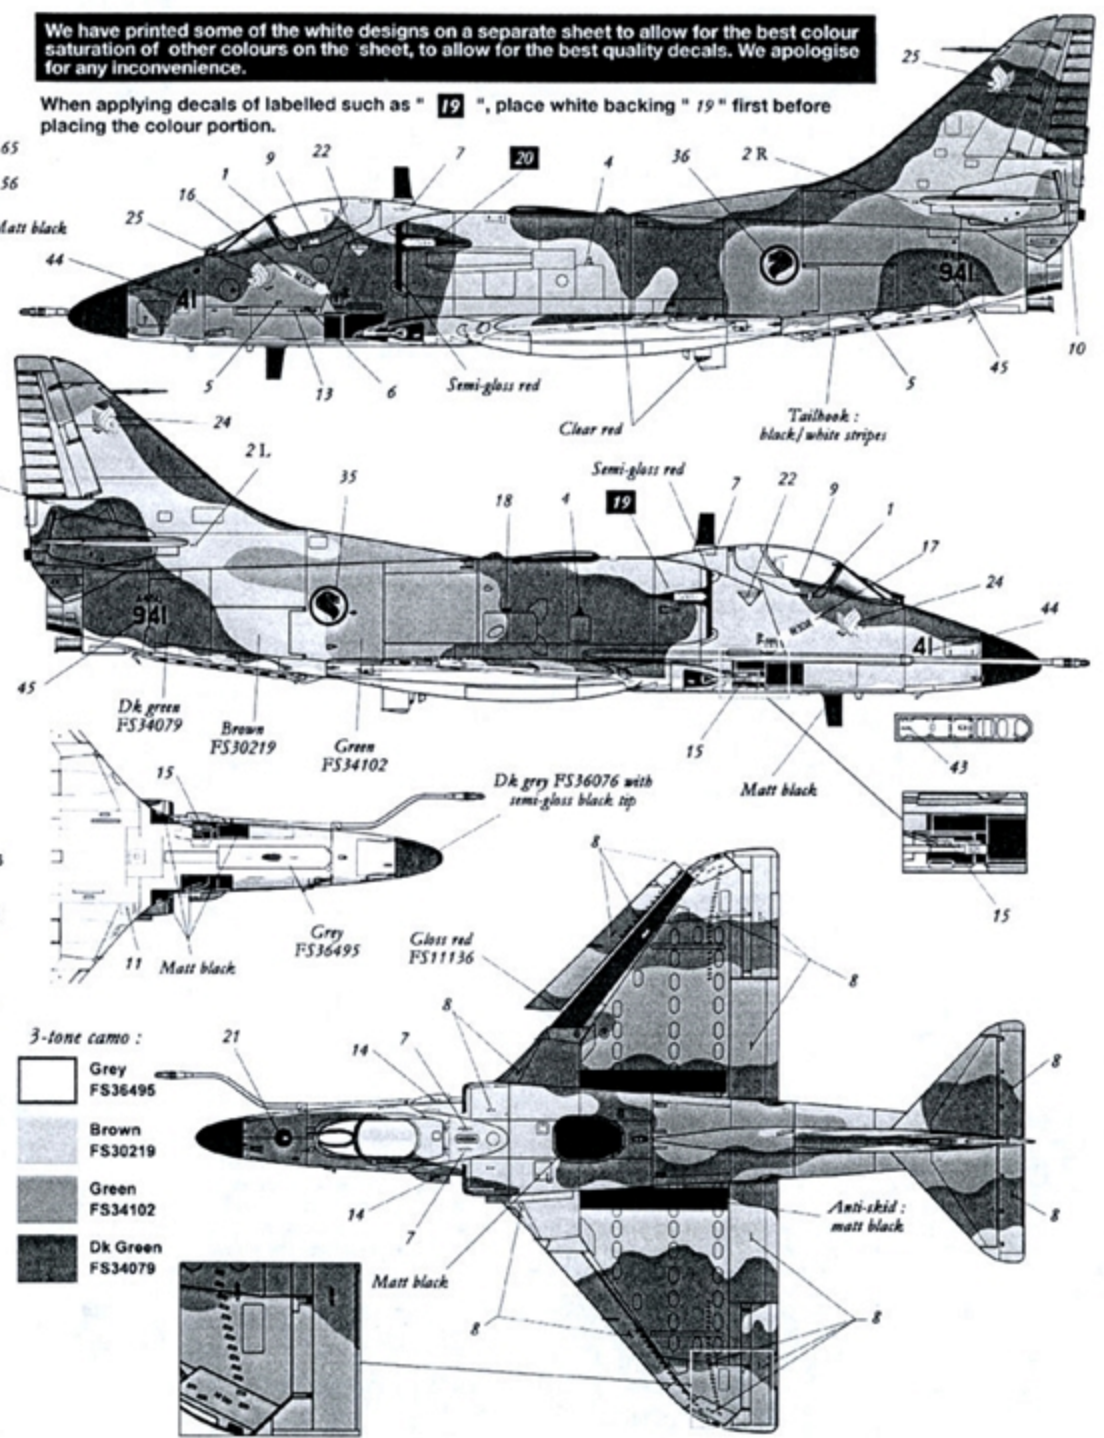 We have printed some of the white designs on a separate sheet to allow for the best colour
saturation of other colours on the sheet, to allow for the best quality decals. We apologise
for any inconvenience.
When applying decals of labelled such as " 19 ", place white backing " 19 " first before
placing the colour portion.
65
56
Matt black
25
1
16
9
22
7
20
4
36
2 R
25
44
41
941
5
13
6
Semi-gloss red
Clear red
Tailhook :
black/white stripes
5
45
10
24
2 L
35
18
4
Semi-gloss red
19
7
22
9
1
17
24
44
941
41
45
Dk green
FS34079
Brown
FS30219
Green
FS34102
15
Matt black
43
15
15
Dk grey FS36076 with
semi-gloss black tip
11
Matt black
Grey
FS36495
Gloss red
FS11136
8
8
8
3-tone camo :
Grey
FS36495
Brown
FS30219
Green
FS34102
Dk Green
FS34079
21
14
7
8
14
7
Matt black
8
Anti-skid :
matt black
8
8